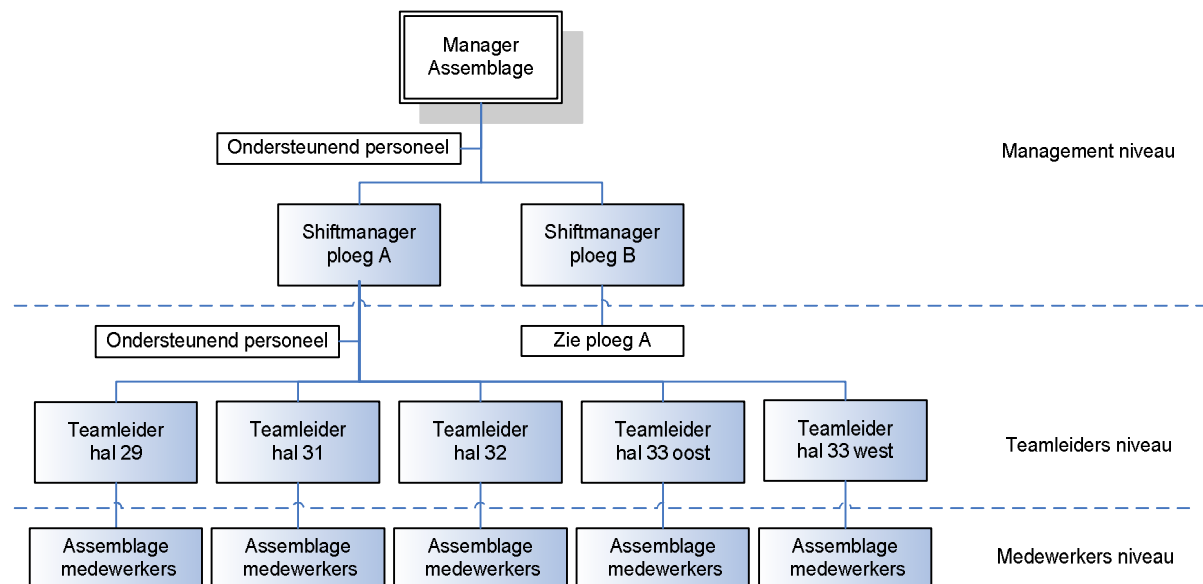 Manager
Assemblage
Ondersteunend personeel
Management niveau
Shiftmanager
ploeg A
Shiftmanager
ploeg B
Ondersteunend personeel
Zie ploeg A
Teamleider
hal 29
Teamleider
hal 31
Teamleider
hal 32
Teamleider
hal 33 oost
Teamleider
hal 33 west
Teamleiders niveau
Assemblage
medewerkers
Assemblage
medewerkers
Assemblage
medewerkers
Assemblage
medewerkers
Assemblage
medewerkers
Medewerkers niveau